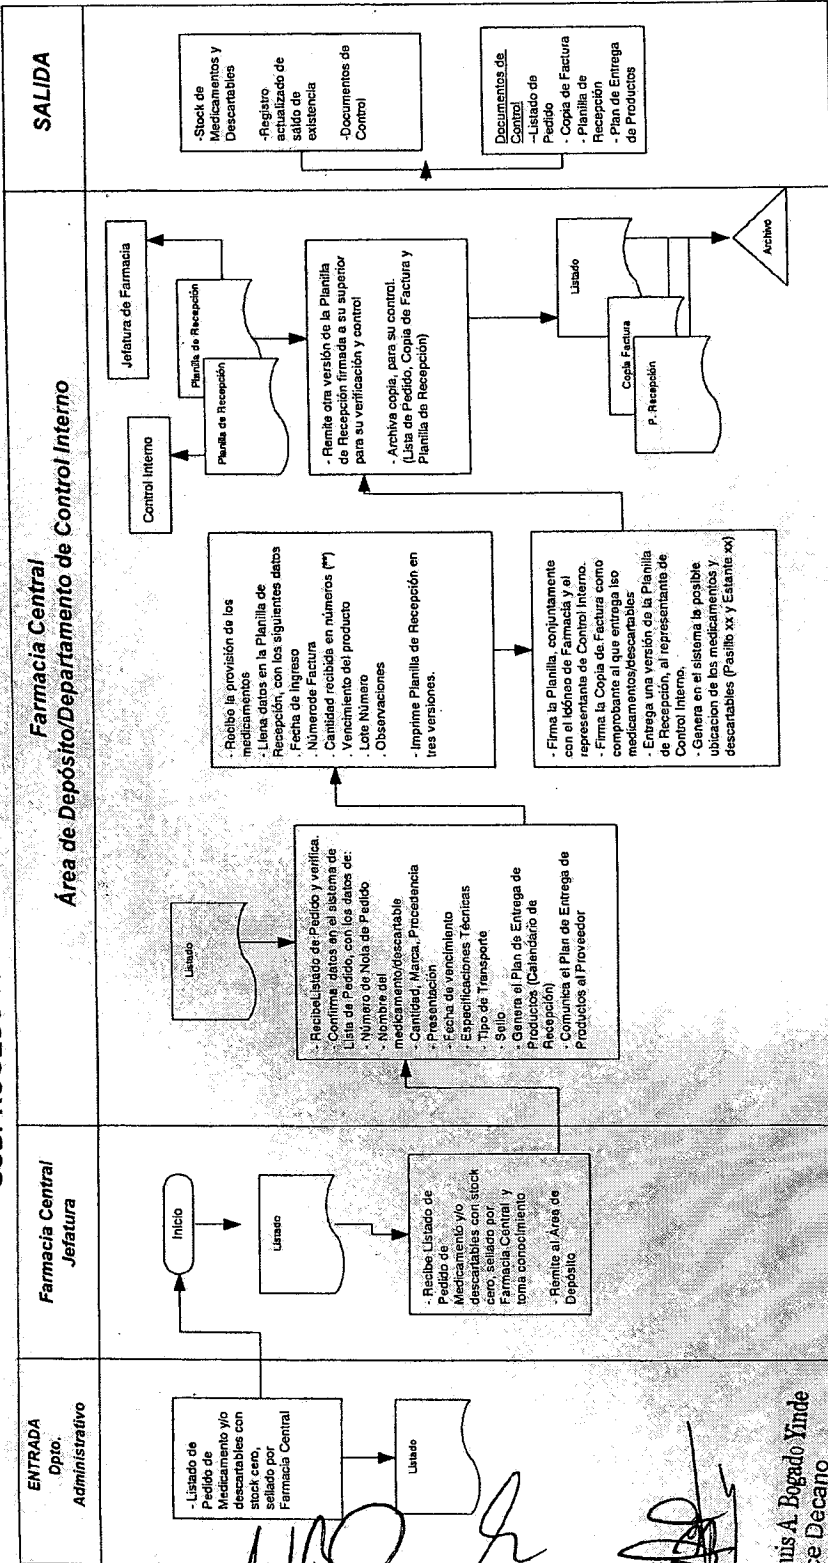 ENTRADA
Dpto.
Administrativo
Farmacia Central
Jefatura
Farmacia Central
Área de Depósito/Departamento de Control Interno
SALIDA
- Listado de
Pedido de
Medicamento y/o
descartables con
stock cero,
sellado por
Farmacia Central
Listado
Inicio
Listado
- Recibe Listado de
Pedido de
Medicamento y/o
descartables con stock
cero, sellado por
Farmacia Central y
toma conocimiento
- Remite al Área de
Depósito
Listado
- RecibeListado de Pedido y verifica.
- Confirma datos en el sistema de
Lista de Pedido, con los datos de:
- Número de Nota de Pedido
- Nombre del
medicamento/descartable
- Cantidad, Marca, Procedencia
- Presentación
- Fecha de vencimiento
- Especificaciones Técnicas
- Tipo de Transporte
- Sello.
- Genera el Plan de Entrega de
Productos (Calendario de
Recepción)
- Comunica el Plan de Entrega de
Productos al Proveedor
- Recibe la provisión de los
medicamentos
- Llena datos en la Planilla de
Recepción, con los siguientes datos
. Fecha de Ingreso
. Númerode Factura
. Cantidad recibida en números (**)
. Vencimiento del producto
. Lote Número
. Observaciones
- Imprime Planilla de Recepción en
tres versiones.
- Firma la Planilla, conjuntamente
con el Idóneo de Farmacia y el
representante de Control Interno.
- Firma la Copia de Factura como
comprobante al que entrega lso
medicamentos/descartables
- Entrega una versión de la Planilla
de Recepción, al representante de
Control Interno.
- Genera en el sistema la posible
ubicacion de los medicamentos y
descartables (Pasillo xx y Estante xx)
Control Interno
Jefatura de Farmacia
Planilla de Recepción
Planilla de Recepción
- Remite otra versión de la Planilla
de Recepción firmada a su superior
para su verificación y control
- Archiva copia, para su control.
(Lista de Pedido, Copia de Factura y
Planilla de Recepción)
Listado
Copia Factura
P. Recepción
Archivo
-Stock de
Medicamentos y
Descartables
-Registro
actualizado de
saldo de
existencia
-Documentos de
Control
Documentos de
Control
--Listado de
Pedido
- Copia de Factura
- Planilla de
Recepción
- Plan de Entrega
de Productos
uis A. Bogado Yinde
ce Decano